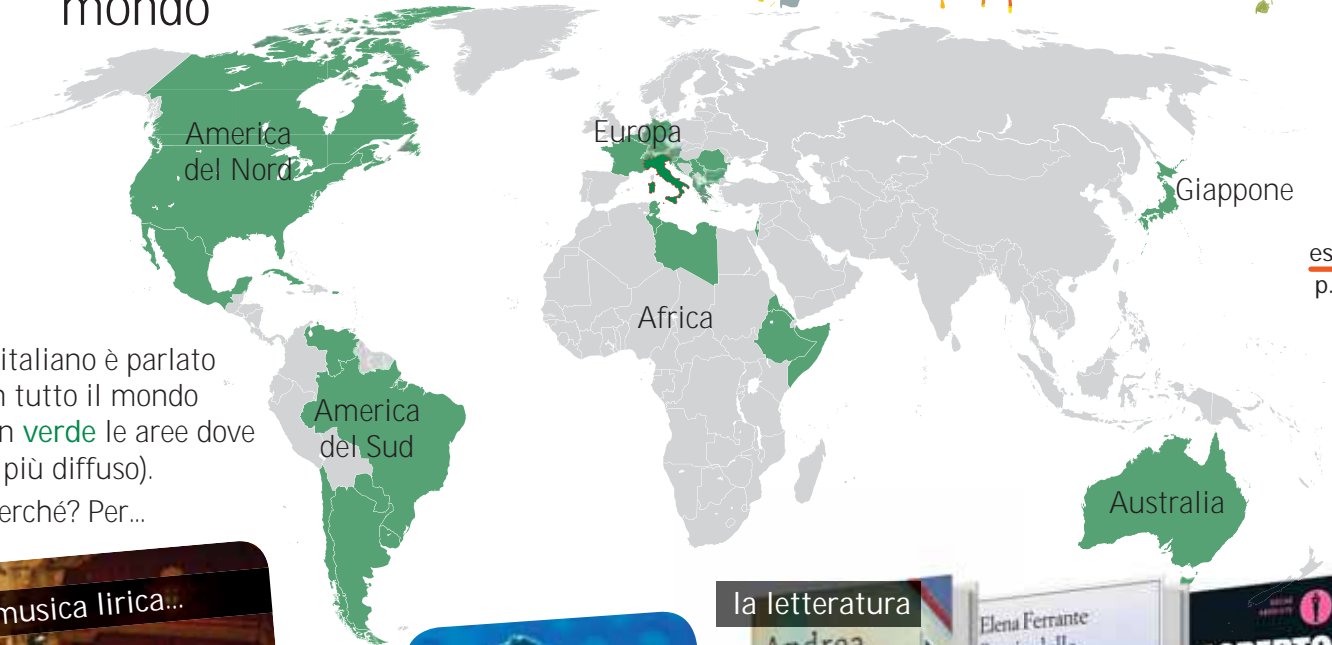 mondo
America
del Nord
Europa
Giappone
es
p.
Africa
italiano è parlato
n tutto il mondo
n verde le aree dove
più diffuso).
erché? Per...
America
del Sud
Australia
musica lirica...
la letteratura
Andrea
Elena Ferrante